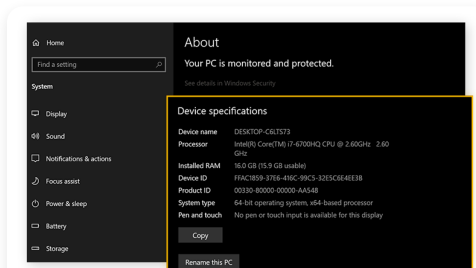 Home
Find a setting
System
Display
Sound
Notifications & actions
Focus assist
Power & sleep
Battery
Storage
About
Your PC is monitored and protected.
See details in Windows Security
Device specifications
Device name DESKTOP-C6LTS73
Processor Intel(R) Core(TM) i7-6700HQ CPU @ 2.60GHz 2.60
GHz
Installed RAM 16.0 GB (15.9 GB usable)
Device ID FFAC1859-37E6-416C-99C5-32E5C6E4EE3B
Product ID 00330-80000-00000-AA548
System type 64-bit operating system, x64-based processor
Pen and touch No pen or touch input is available for this display
Copy
Rename this PC